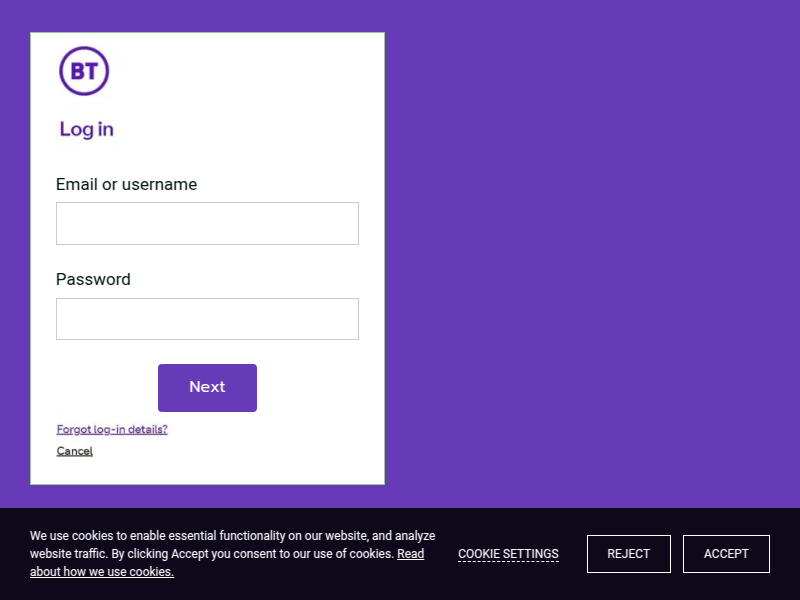 BT
Log in
Email or username
Password
Next
Forgot log-in details?
Cancel
We use cookies to enable essential functionality on our website, and analyze
website traffic. By clicking Accept you consent to our use of cookies. Read
about how we use cookies.
COOKIE SETTINGS
REJECT
ACCEPT